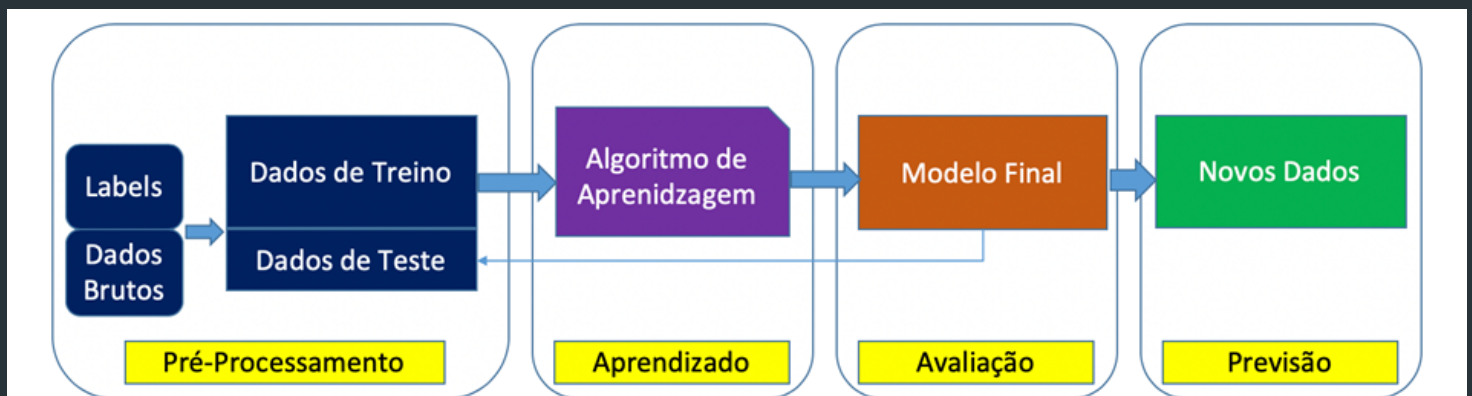 Labels
Dados
Brutos
Dados de Treino
Dados de Teste
Pré-Processamento
Algoritmo de
Aprenidzagem
Aprendizado
Modelo Final
Avaliação
Novos Dados
Previsão